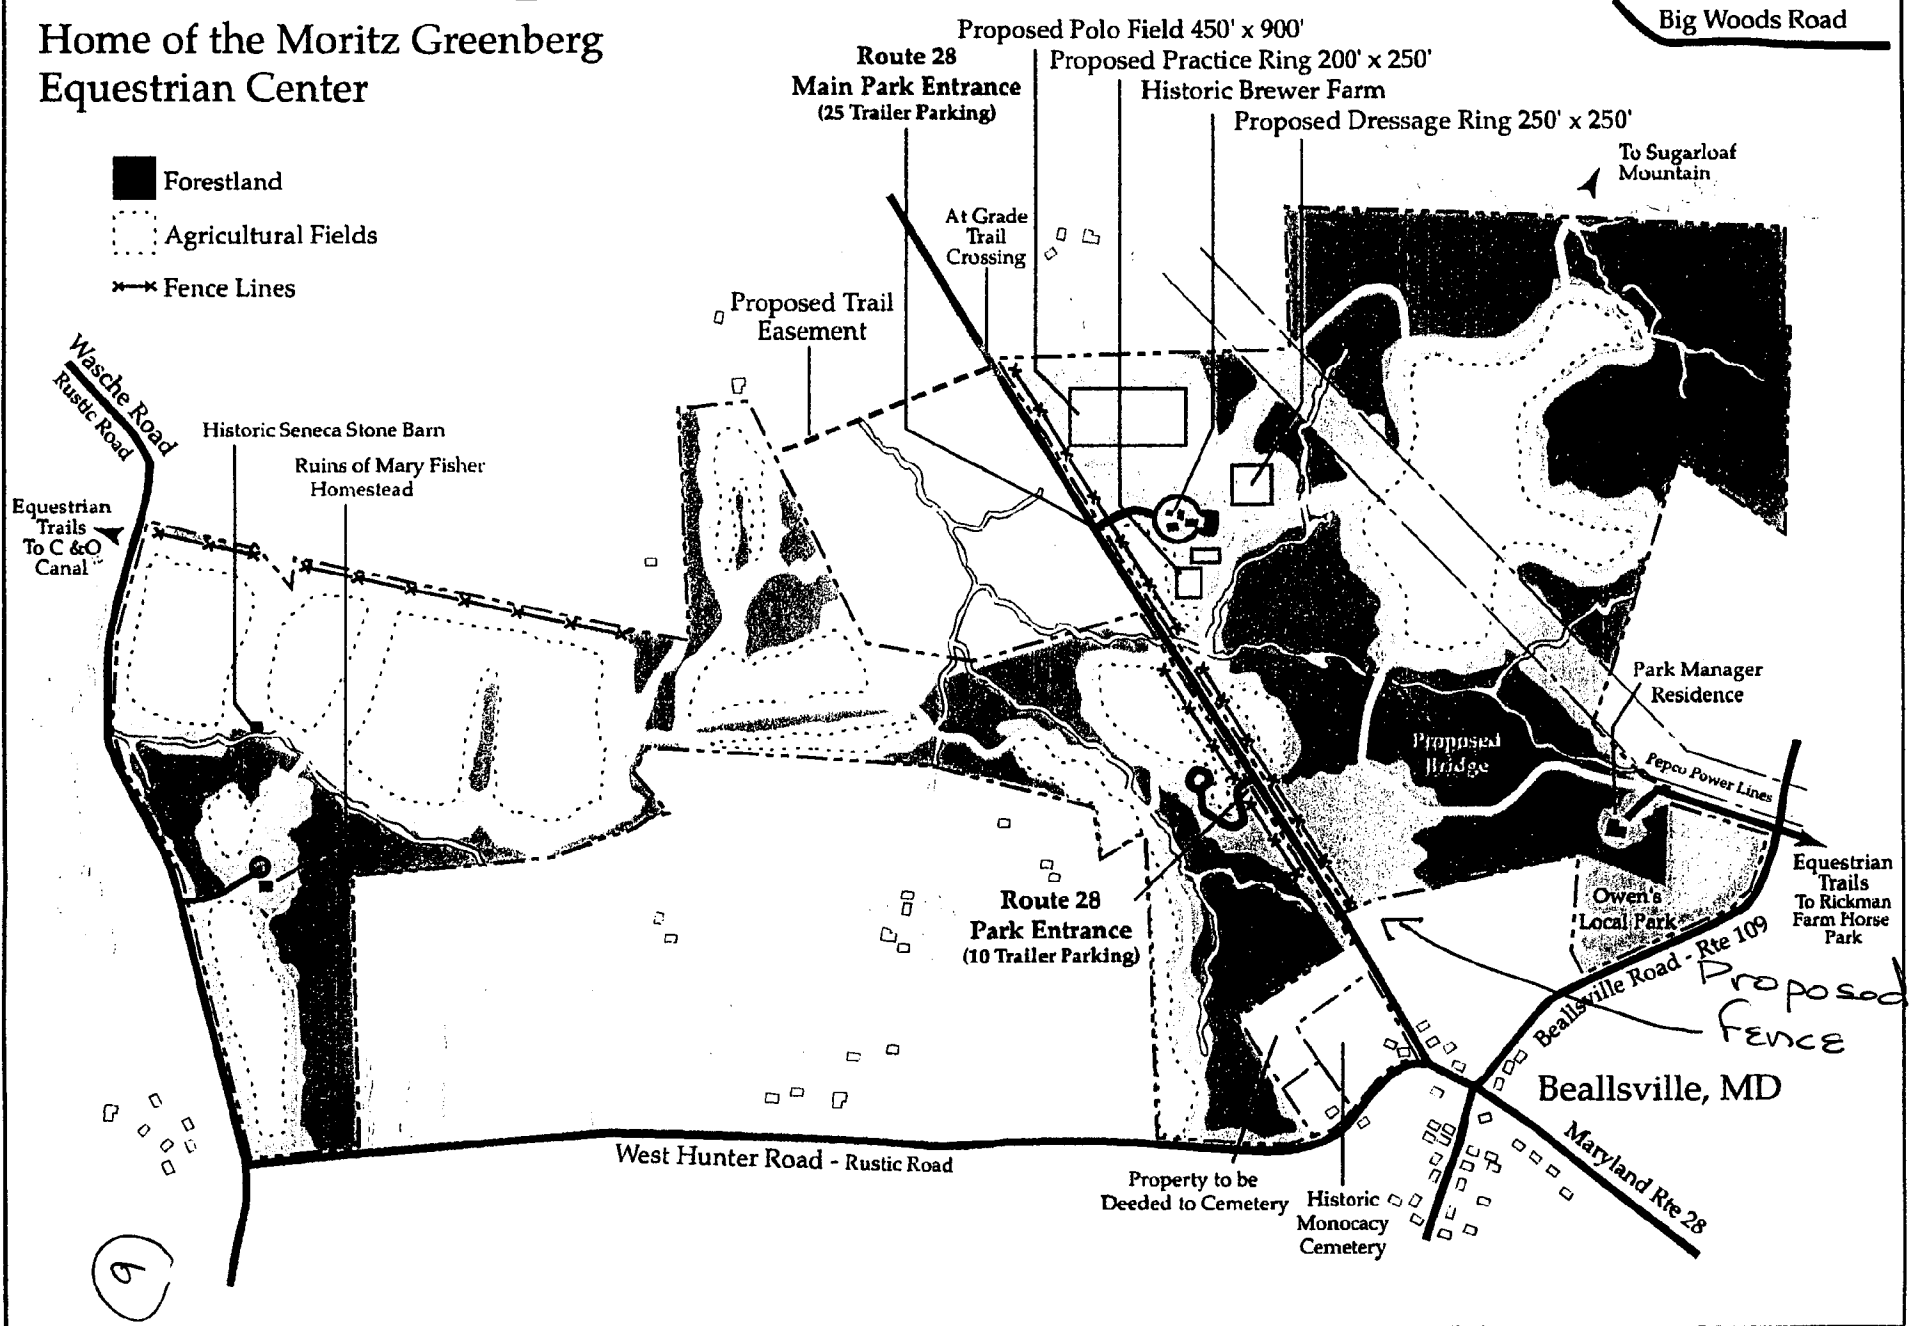 Home of the Moritz Greenberg
Equestrian Center
Forestland
Agricultural Fields
Fence Lines
Big Woods Road
Proposed Polo Field 450' x 900'
Route 28
Main Park Entrance
(25 Trailer Parking)
Proposed Practice Ring 200' x 250'
Historic Brewer Farm
Proposed Dressage Ring 250' x 250'
To Sugarloaf
Mountain
At Grade
Trail
Crossing
Proposed Trail
Easement
Wasche Road
Rustic Road
Historic Seneca Stone Barn
Ruins of Mary Fisher
Homestead
Equestrian
Trails
To C & O
Canal
Park Manager
Residence
Proposed
Bridge
Pepco Power Lines
Equestrian
Trails
To Rickman
Farm Horse
Park
Owen's
Local Park
Route 28
Park Entrance
(10 Trailer Parking)
Beallsville Road - Rte 109
Proposed
Fence
Beallsville, MD
Maryland Rte 28
West Hunter Road - Rustic Road
Property to be
Deeded to Cemetery
Historic
Monocacy
Cemetery